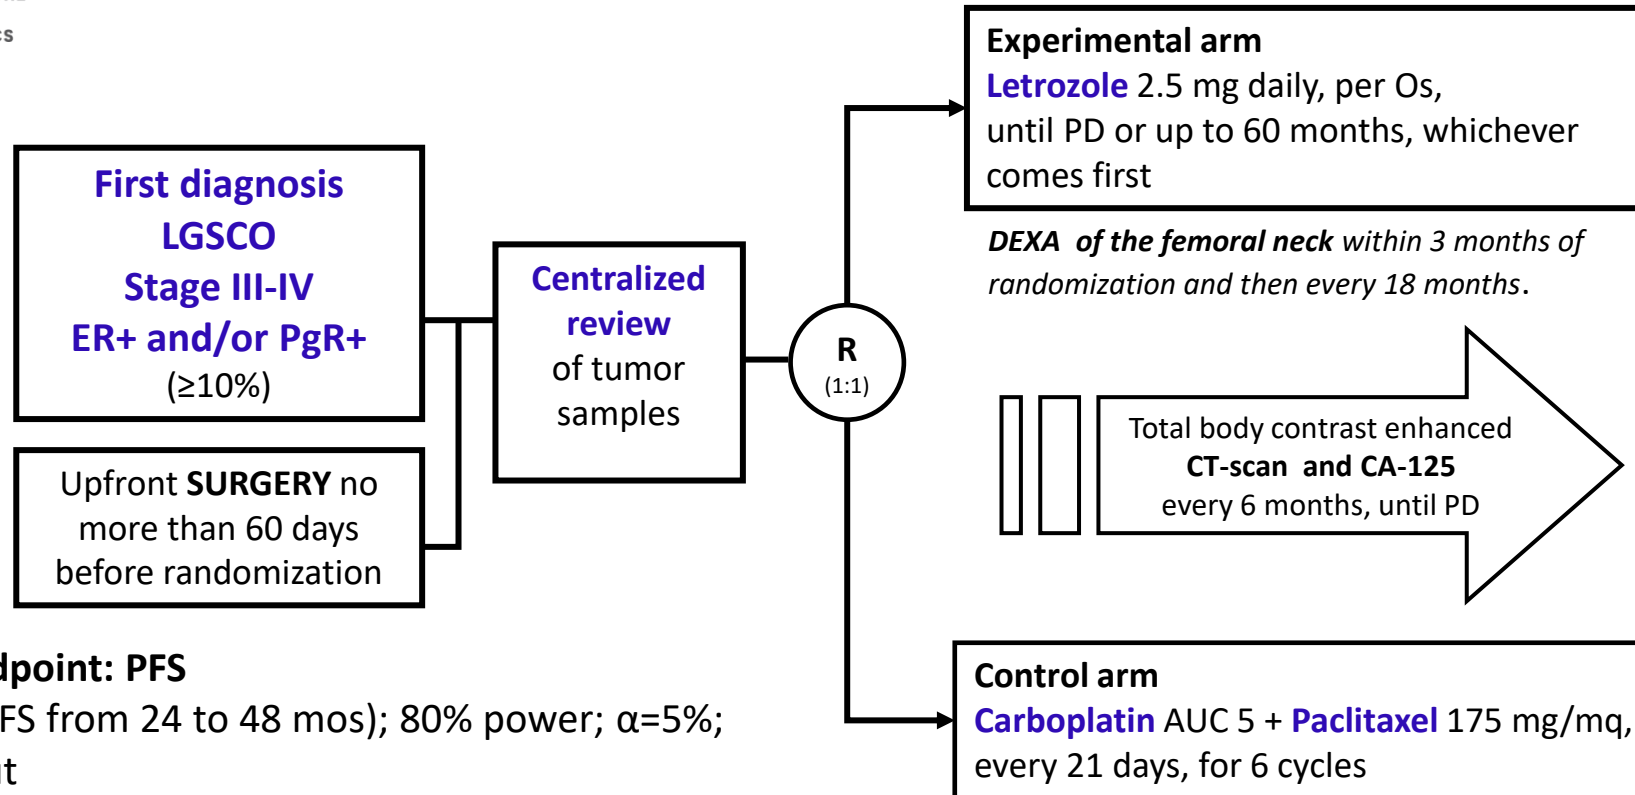 First diagnosis
LGSCO
Stage III-IV
ER+ and/or PgR+
(≥10%)
Upfront SURGERY no
more than 60 days
before randomization
Centralized
review
of tumor
samples
R
(1:1)
Experimental arm
Letrozole 2.5 mg daily, per Os,
until PD or up to 60 months, whichever
comes first
DEXA of the femoral neck within 3 months of
randomization and then every 18 months.
Total body contrast enhanced
CT-scan and CA-125
every 6 months, until PD
Control arm
Carboplatin AUC 5 + Paclitaxel 175 mg/mq,
every 21 days, for 6 cycles
dpoint: PFS
FS from 24 to 48 mos); 80% power; α=5%;